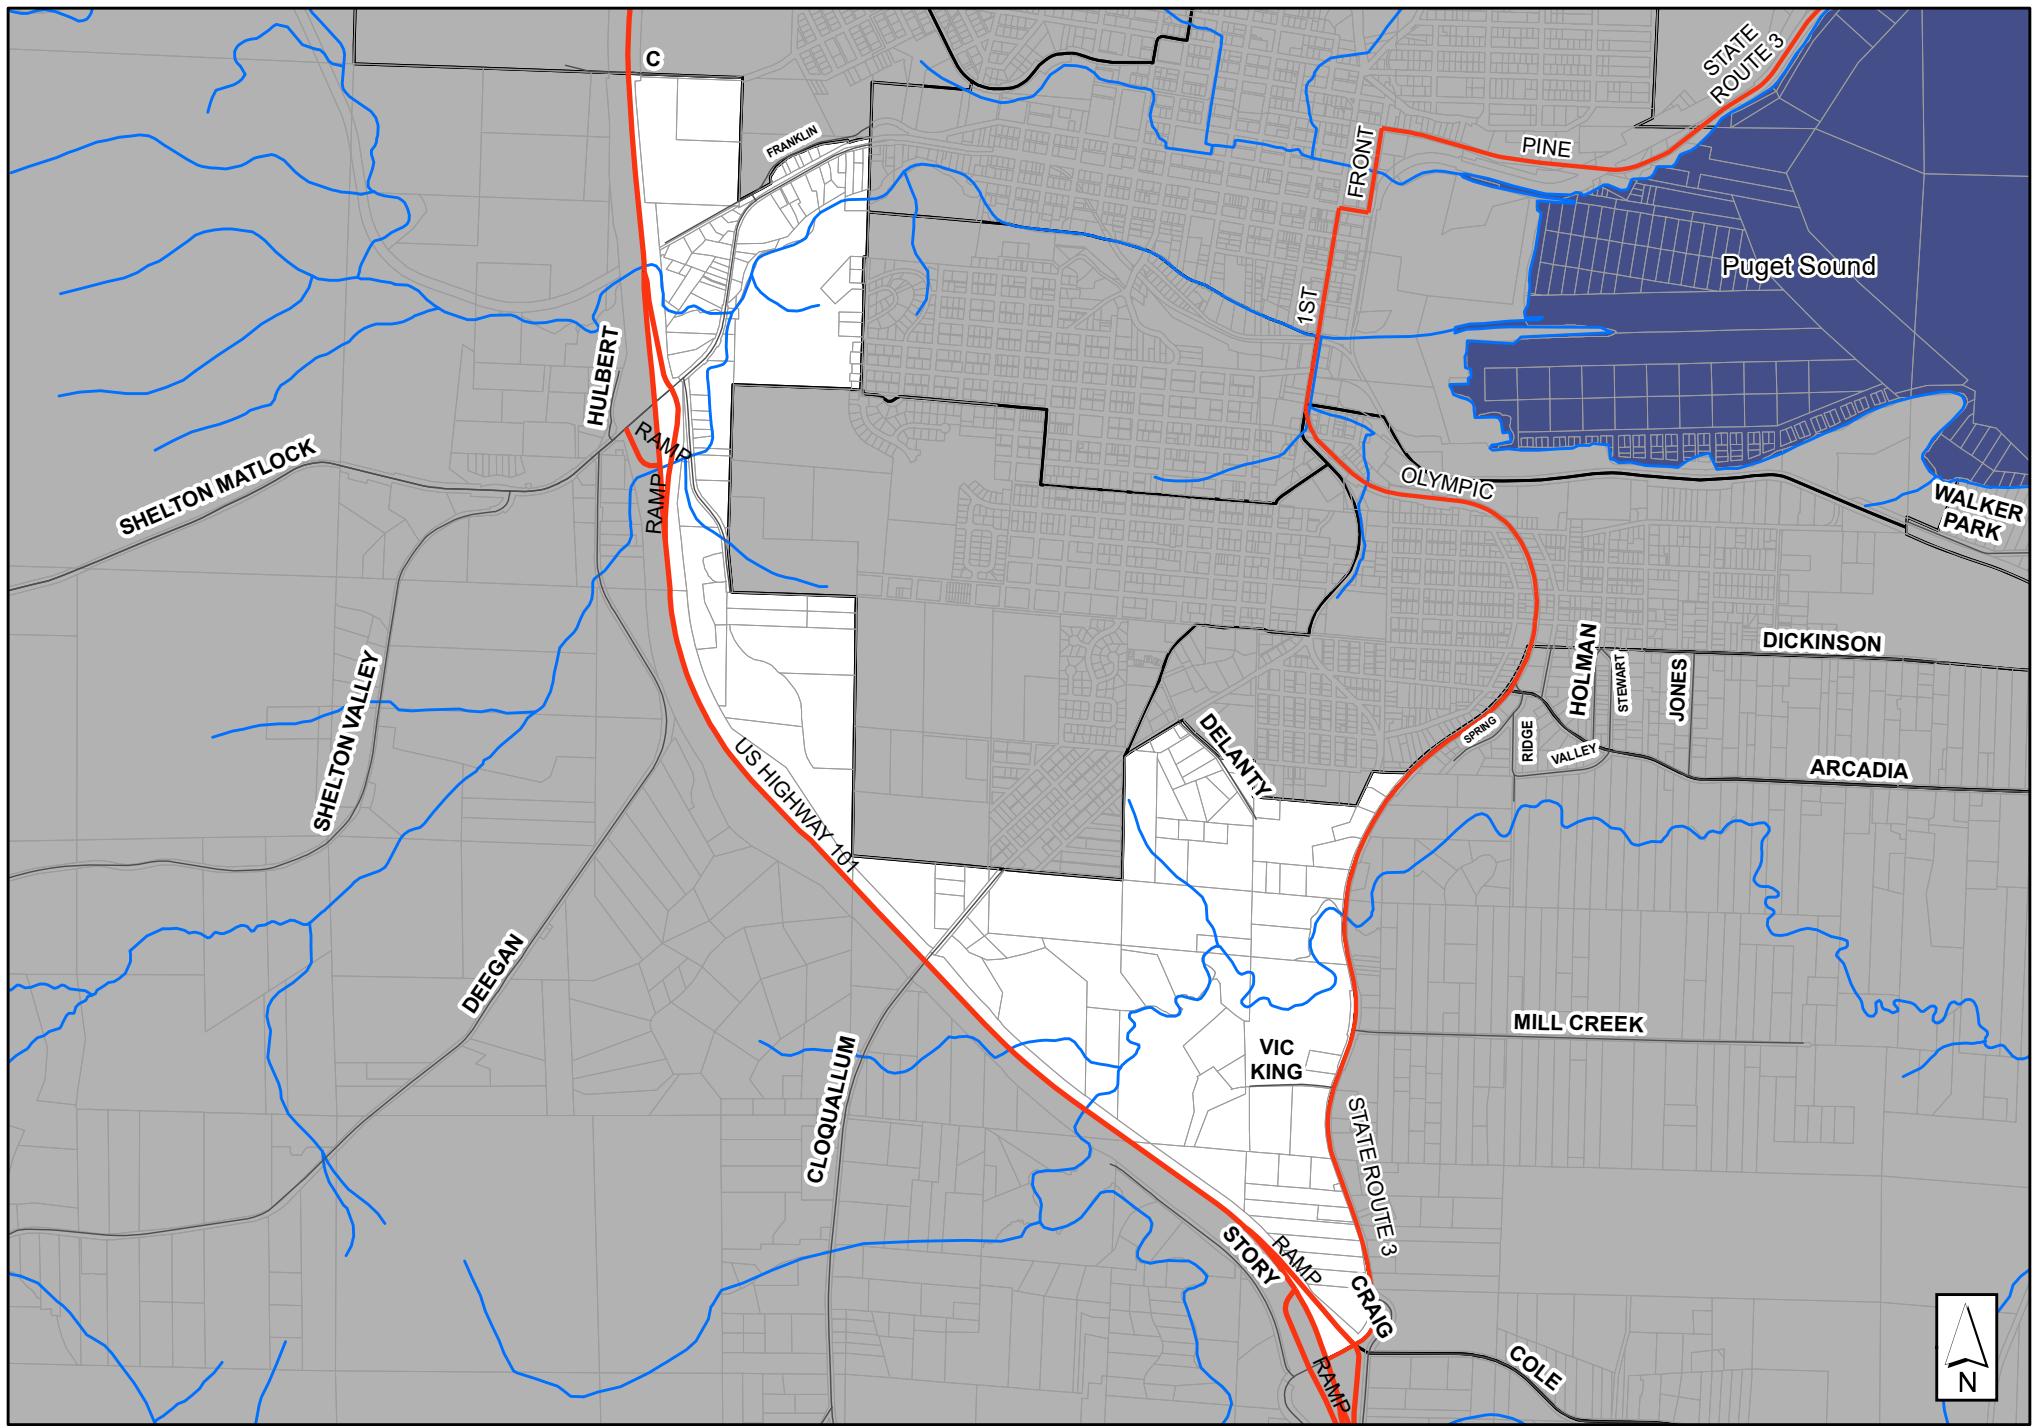 C
STATE
ROUTE 3
FRANKLIN
FRONT
PINE
Puget Sound
1ST
HULBERT
RAMP
SHELTON MATLOCK
RAMP
OLYMPIC
WALKER
PARK
DICKINSON
HOLMAN
STEWART
JONES
SHELTON VALLEY
DELANTY
SPRING
RIDGE
VALLEY
ARCADIA
US HIGHWAY 101
DEEGAN
MILL CREEK
CLOQUALLUM
VIC
KING
STATE ROUTE 3
STORY
RAMP
CRAIG
COLE
RAMP
N